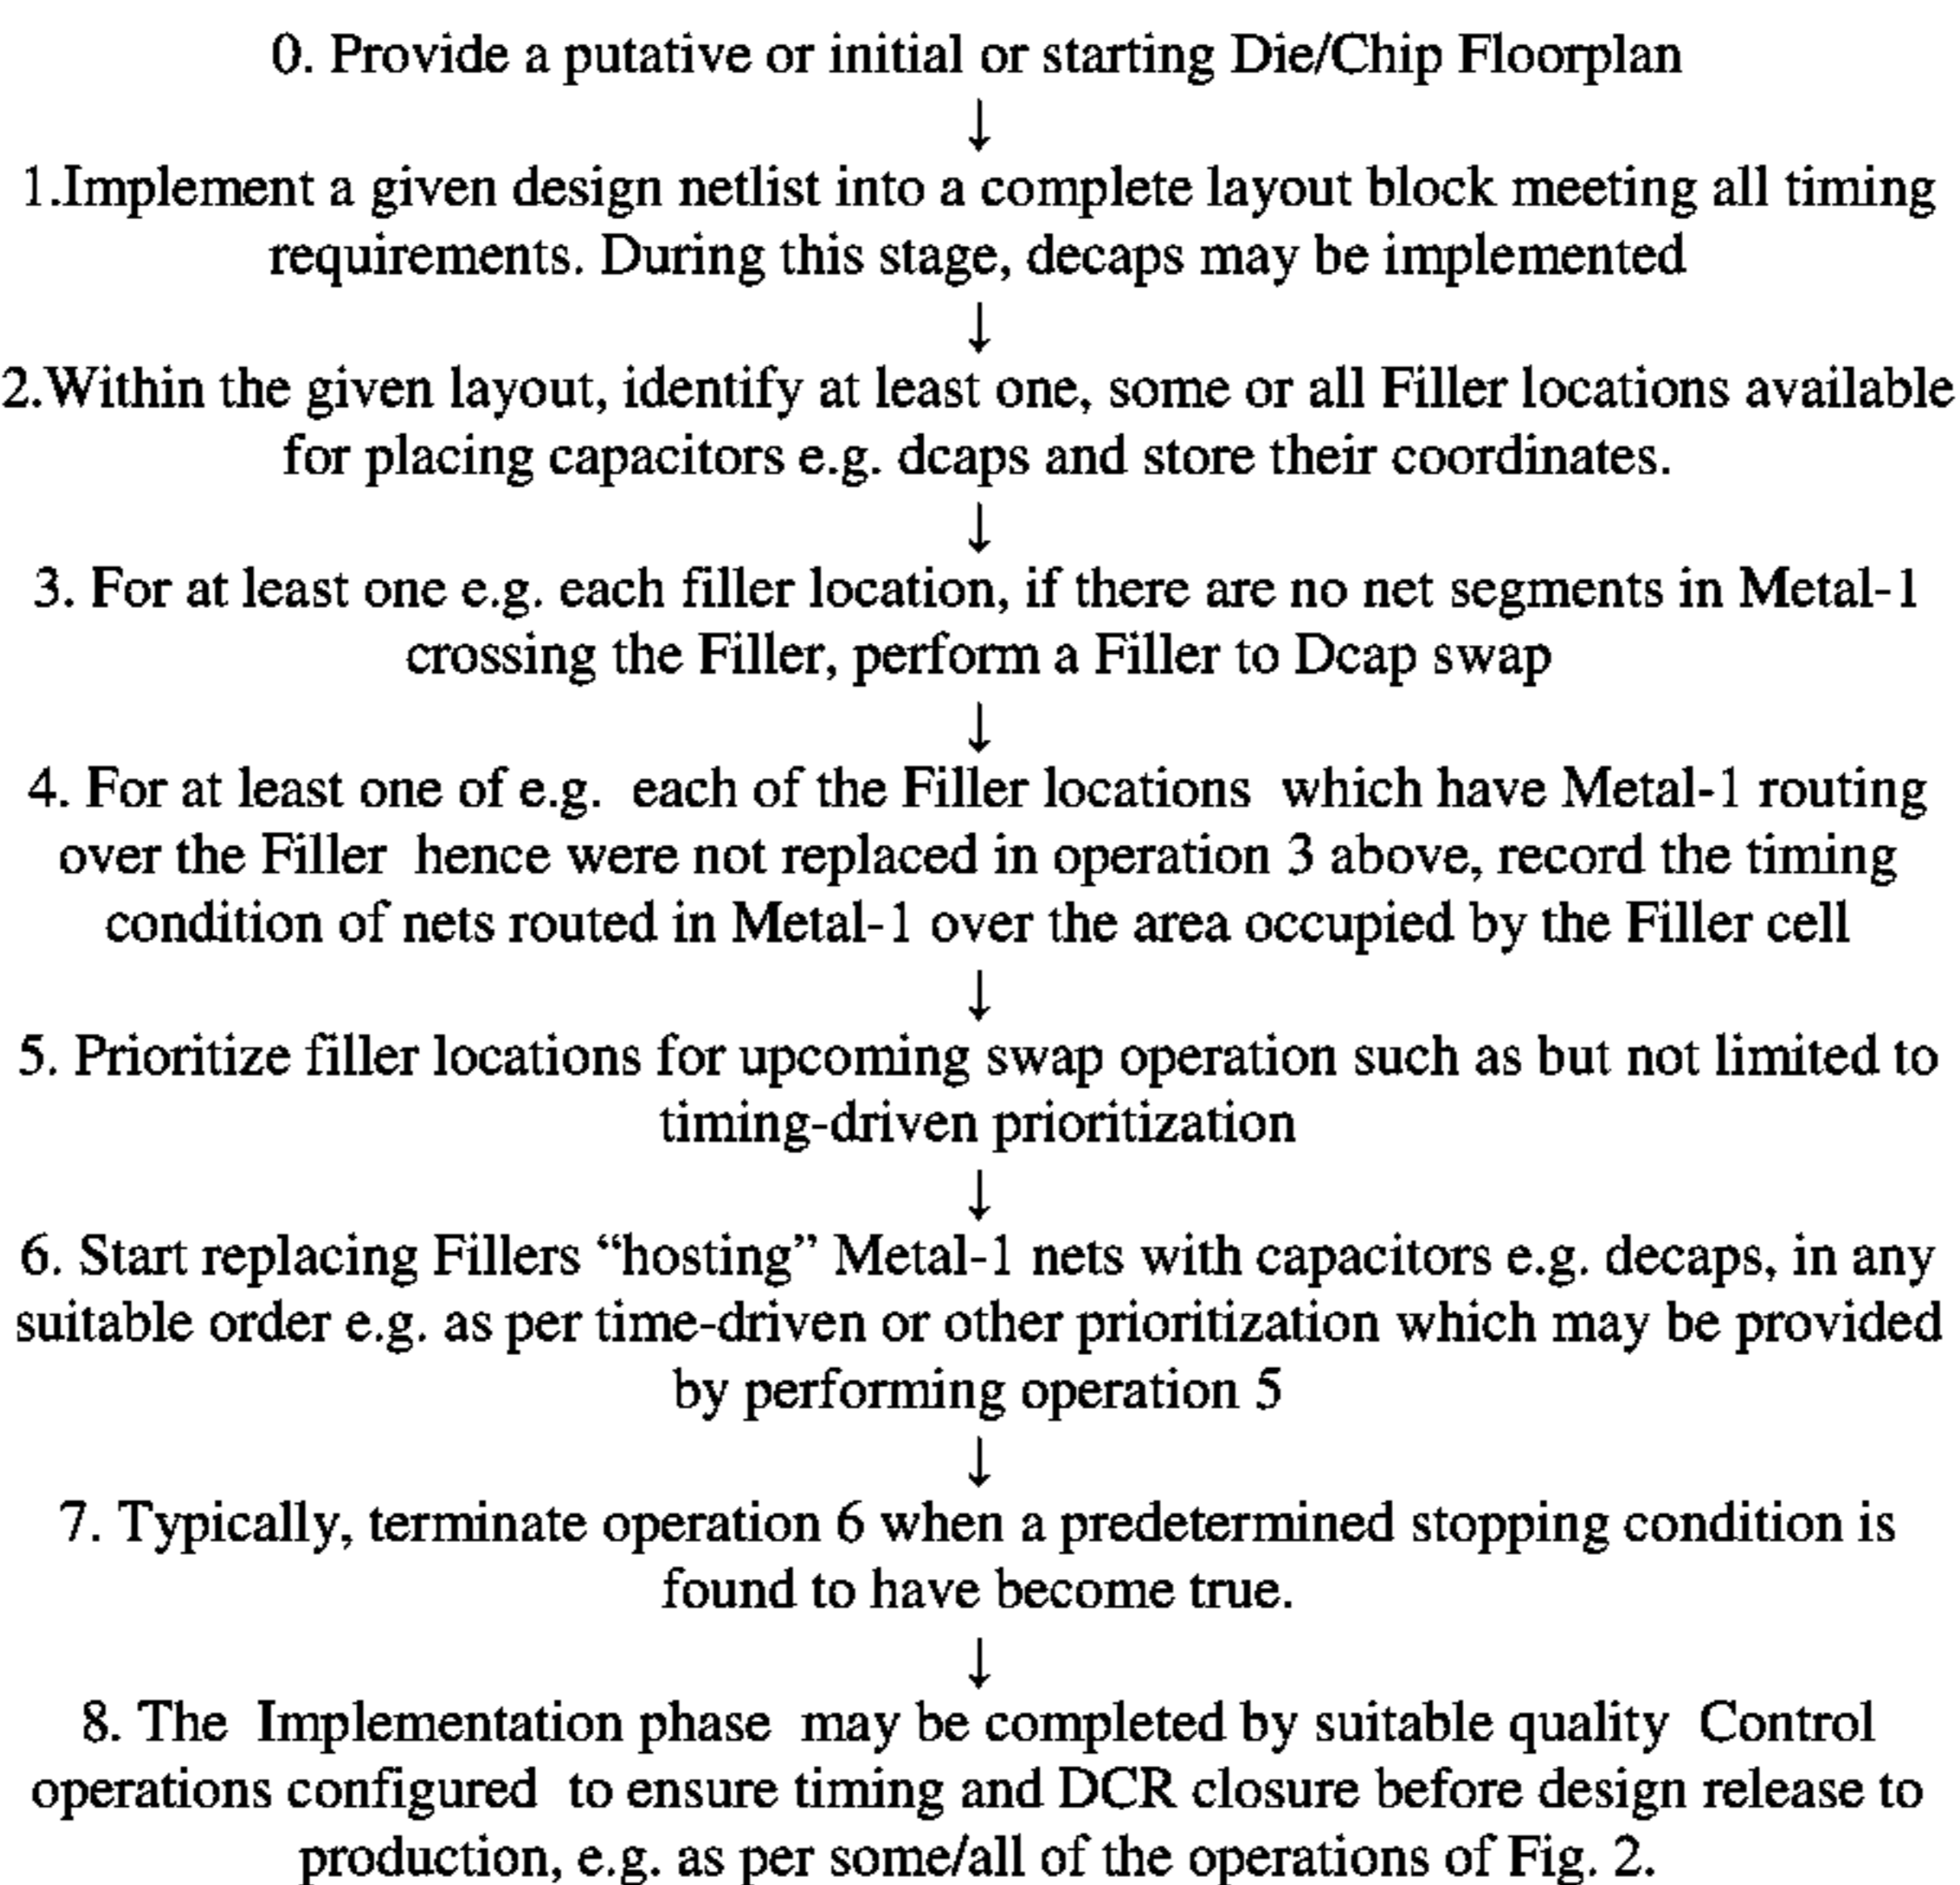 0. Provide a putative or initial or starting Die/Chip Floorplan
↓
1.Implement a given design netlist into a complete layout block meeting all timing
requirements. During this stage, decaps may be implemented
↓
2.Within the given layout, identify at least one, some or all Filler locations available
for placing capacitors e.g. dcaps and store their coordinates.
↓
3. For at least one e.g. each filler location, if there are no net segments in Metal-1
crossing the Filler, perform a Filler to Dcap swap
↓
4. For at least one of e.g. each of the Filler locations which have Metal-1 routing
over the Filler hence were not replaced in operation 3 above, record the timing
condition of nets routed in Metal-1 over the area occupied by the Filler cell
↓
5. Prioritize filler locations for upcoming swap operation such as but not limited to
timing-driven prioritization
↓
6. Start replacing Fillers “hosting” Metal-1 nets with capacitors e.g. decaps, in any
suitable order e.g. as per time-driven or other prioritization which may be provided
by performing operation 5
↓
7. Typically, terminate operation 6 when a predetermined stopping condition is
found to have become true.
↓
8. The Implementation phase may be completed by suitable quality Control
operations configured to ensure timing and DCR closure before design release to
production, e.g. as per some/all of the operations of Fig. 2.